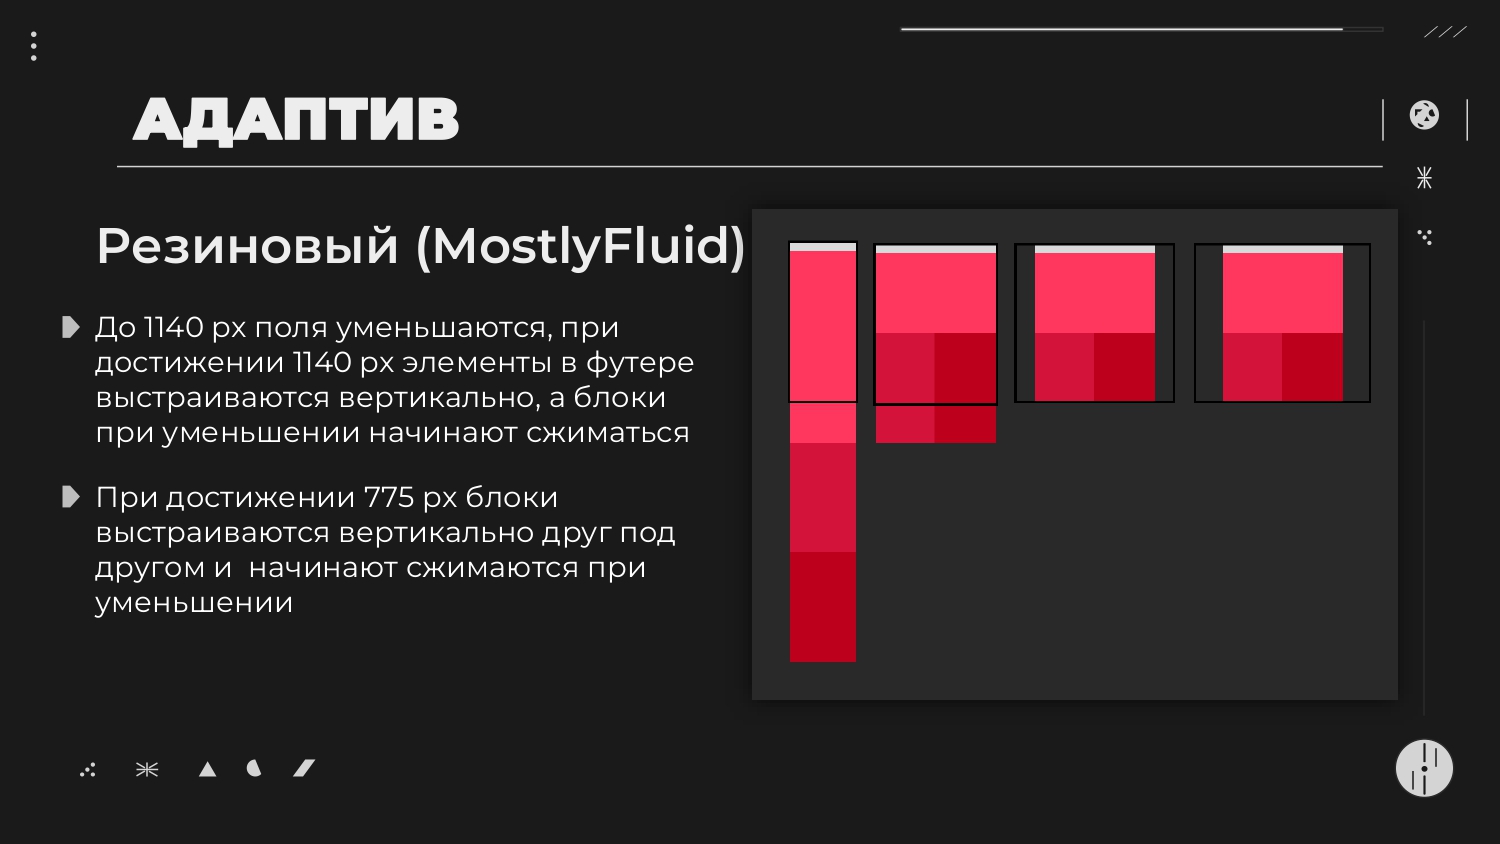 АДАПТИВ
Резиновый (MostlyFluid)
До 1140 px поля уменьшаются, при
достижении 1140 px элементы в футере
выстраиваются вертикально, а блоки
при уменьшении начинают сжиматься
При достижении 775 px блоки
выстраиваются вертикально друг под
другом и  начинают сжимаются при
уменьшении